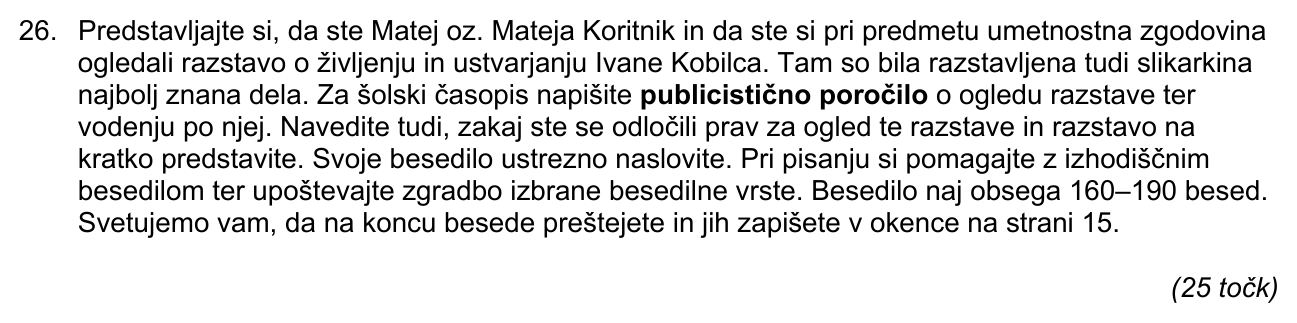 26. Predstavljajte si, da ste Matej oz. Mateja Koritnik in da ste si pri predmetu umetnostna zgodovina
ogledali razstavo o življenju in ustvarjanju Ivane Kobilca. Tam so bila razstavljena tudi slikarkina
najbolj znana dela. Za šolski časopis napišite publicistično poročilo o ogledu razstave ter
vodenju po njej. Navedite tudi, zakaj ste se odločili prav za ogled te razstave in razstavo na
kratko predstavite. Svoje besedilo ustrezno naslovite. Pri pisanju si pomagajte z izhodiščnim
besedilom ter upoštevajte zgradbo izbrane besedilne vrste. Besedilo naj obsega 160–190 besed.
Svetujemo vam, da na koncu besede preštejete in jih zapišete v okence na strani 15.
(25 točk)